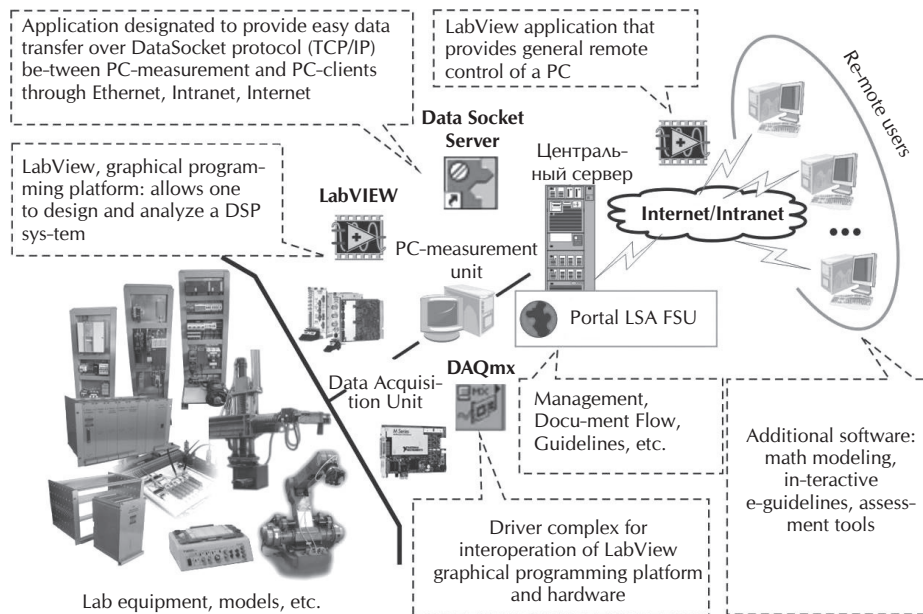 Application designated to provide easy data
transfer over DataSocket protocol (TCP/IP)
be-tween PC-measurement and PC-clients
through Ethernet, Intranet, Internet
LabView application that
provides general remote
control of a PC
Re-mote users
Data Socket
Server
Централь-
ный сервер
LabView, graphical program-
ming platform: allows one
to design and analyze a DSP
sys-tem
LabVIEW
Internet/Intranet
PC-measurement
unit
Portal LSA FSU
Data Acquisi-
tion Unit
DAQmx
MX
Management,
Docu-ment Flow,
Guidelines, etc.
Additional software:
math modeling,
in-teractive
e-guidelines, assess-
ment tools
M Series
Driver complex for
interoperation of LabView
graphical programming platform
and hardware
Lab equipment, models, etc.